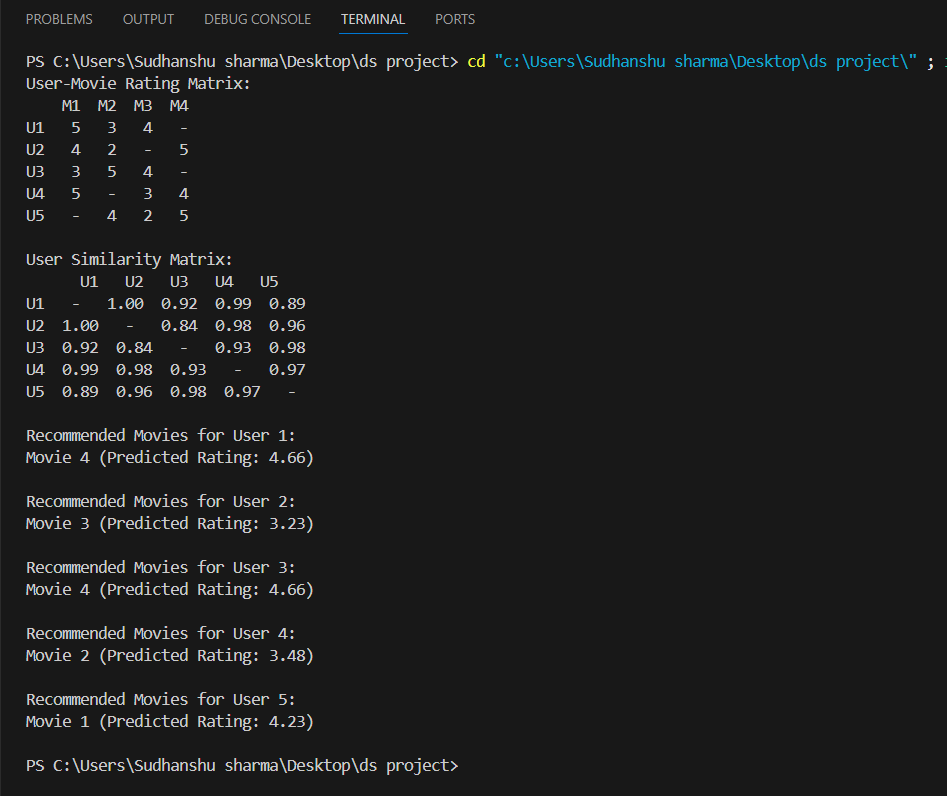 PROBLEMS OUTPUT DEBUG CONSOLE TERMINAL PORTS
PS C:\Users\Sudhanshu sharma\Desktop\ds project> cd "c:\Users\Sudhanshu sharma\Desktop\ds project\" ;
User-Movie Rating Matrix:
M1 M2 M3 M4
U1 5 3 4 -
U2 4 2 - 5
U3 3 5 4 -
U4 5 - 3 4
U5 - 4 2 5
User Similarity Matrix:
U1 U2 U3 U4 U5
U1 - 1.00 0.92 0.99 0.89
U2 1.00 - 0.84 0.98 0.96
U3 0.92 0.84 - 0.93 0.98
U4 0.99 0.98 0.93 - 0.97
U5 0.89 0.96 0.98 0.97 -
Recommended Movies for User 1:
Movie 4 (Predicted Rating: 4.66)
Recommended Movies for User 2:
Movie 3 (Predicted Rating: 3.23)
Recommended Movies for User 3:
Movie 4 (Predicted Rating: 4.66)
Recommended Movies for User 4:
Movie 2 (Predicted Rating: 3.48)
Recommended Movies for User 5:
Movie 1 (Predicted Rating: 4.23)
PS C:\Users\Sudhanshu sharma\Desktop\ds project>